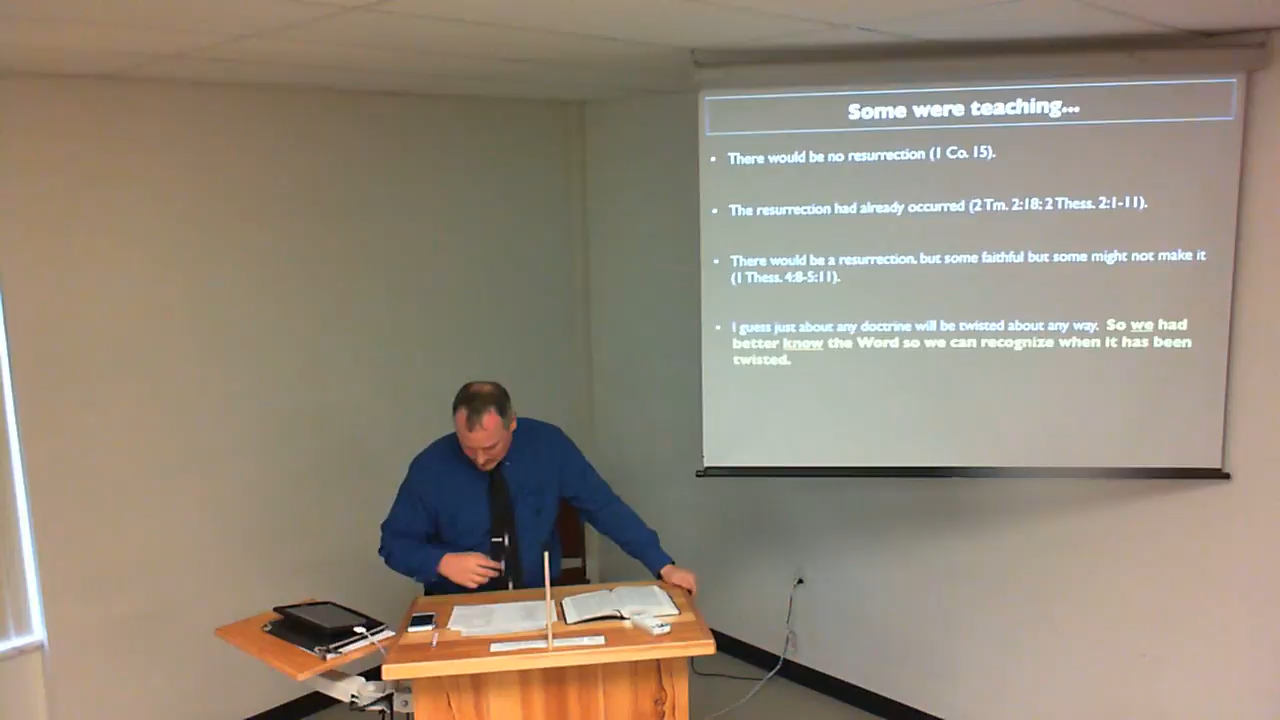 Some were teaching...
• There would be no resurrection (1 Co. 15).
• The resurrection had already occurred (2 Tm. 2:18; 2 Thess. 2:1-11).
• There would be a resurrection, but some faithful but some might not make it
(1 Thess. 4:8-5:11).
• I guess just about any doctrine will be twisted about any way. So we had
better know the Word so we can recognize when it has been
twisted.